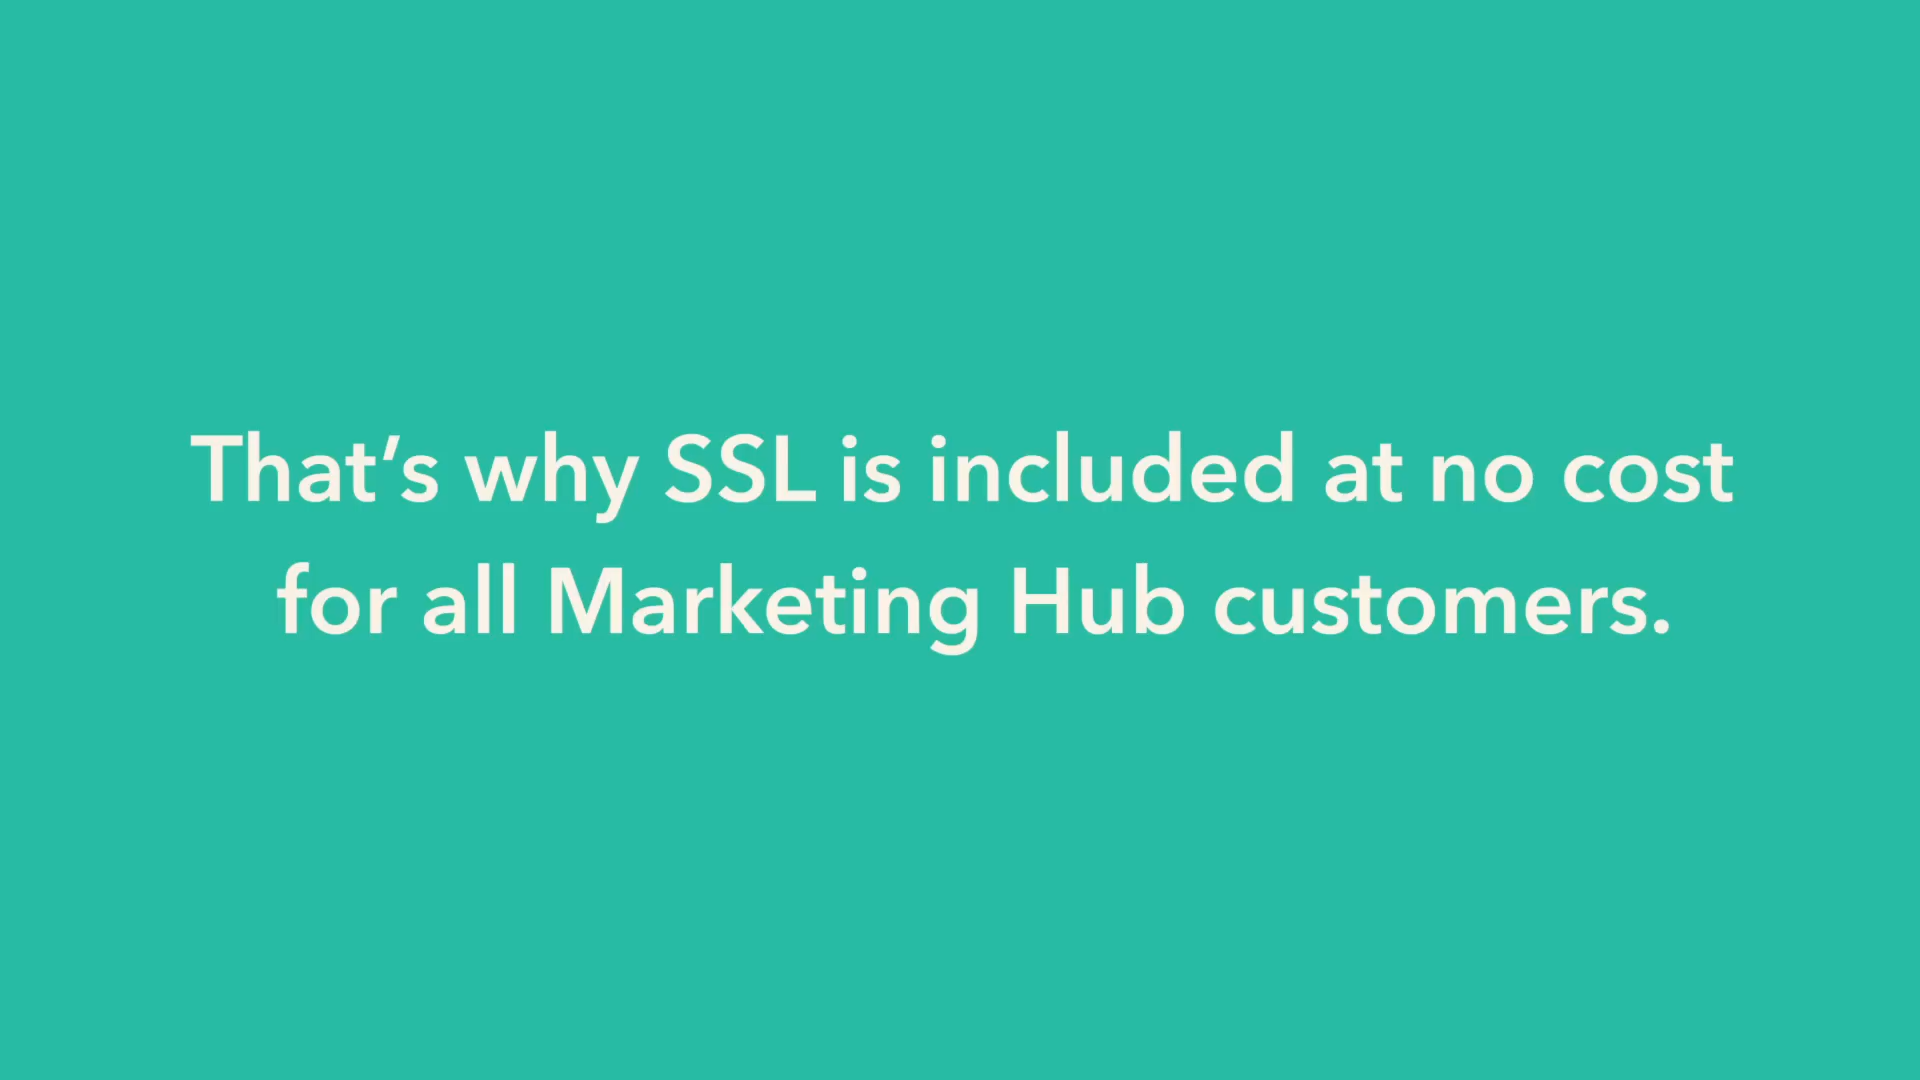 That’s why SSL is included at no cost
for all Marketing Hub customers.